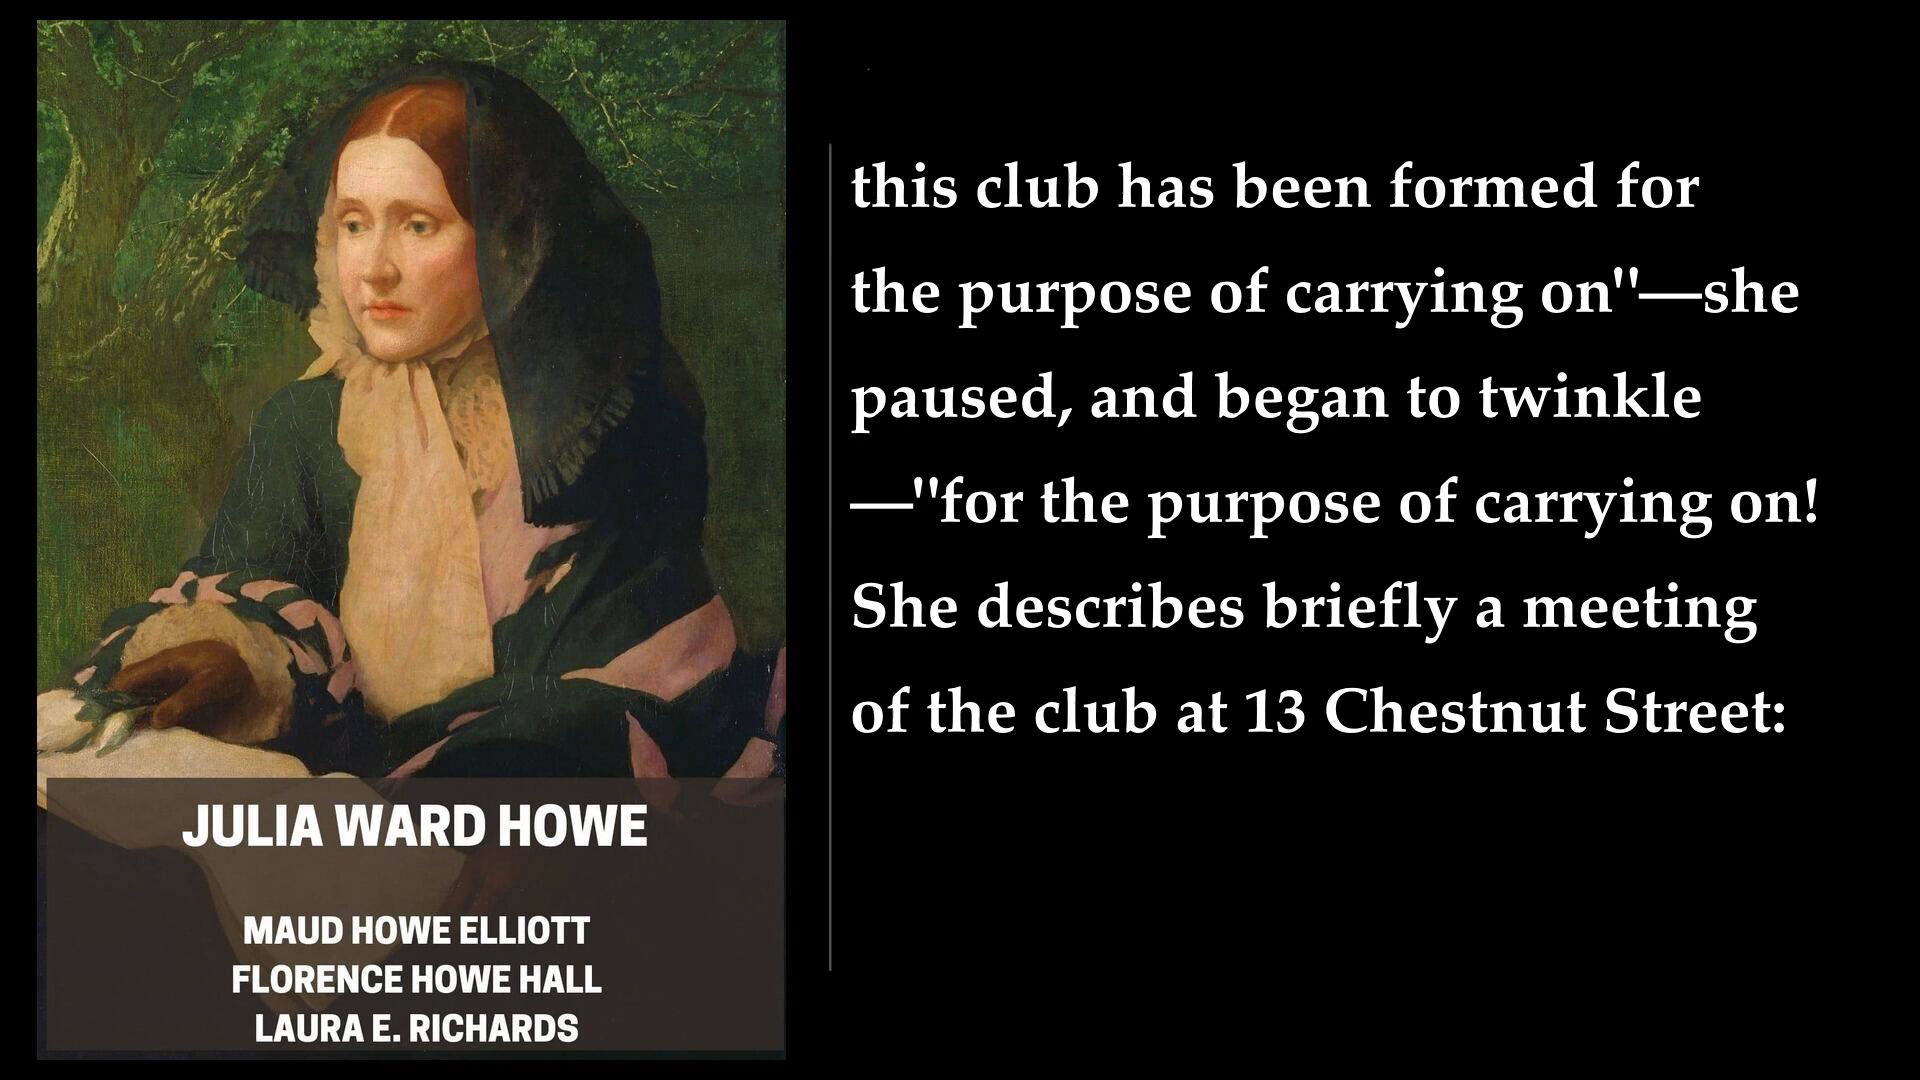 this club has been formed for
the purpose of carrying on"—she
paused, and began to twinkle
—"for the purpose of carrying on!
She describes briefly a meeting
of the club at 13 Chestnut Street:
JULIA WARD HOWE
MAUD HOWE ELLIOTT
FLORENCE HOWE HALL
LAURA E. RICHARDS